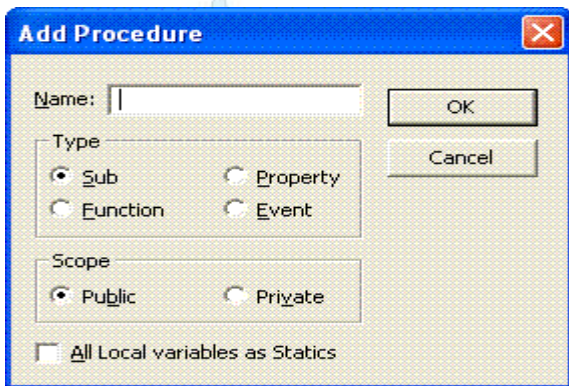 Add Procedure
Name:
OK
Type
Cancel
Sub
Property
Function
Event
Scope
Public
Private
All Local variables as Statics